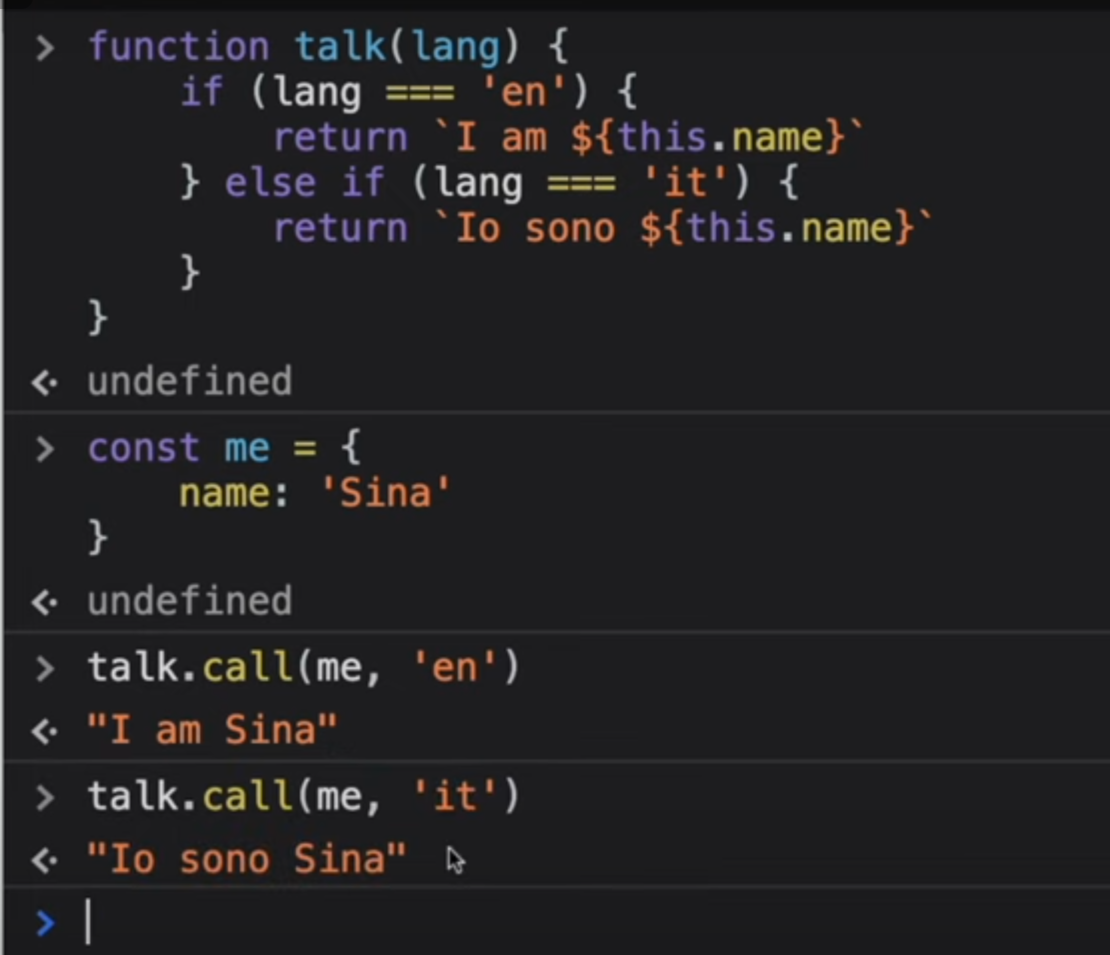 > function talk(lang) {
if (lang === 'en') {
return `I am ${this.name}`
} else if (lang === 'it') {
return `Io sono ${this.name}`
}
}
undefined
> const me = {
name: 'Sina'
}
undefined
> talk.call(me, 'en')
"I am Sina"
> talk.call(me, 'it')
"Io sono Sina"
>